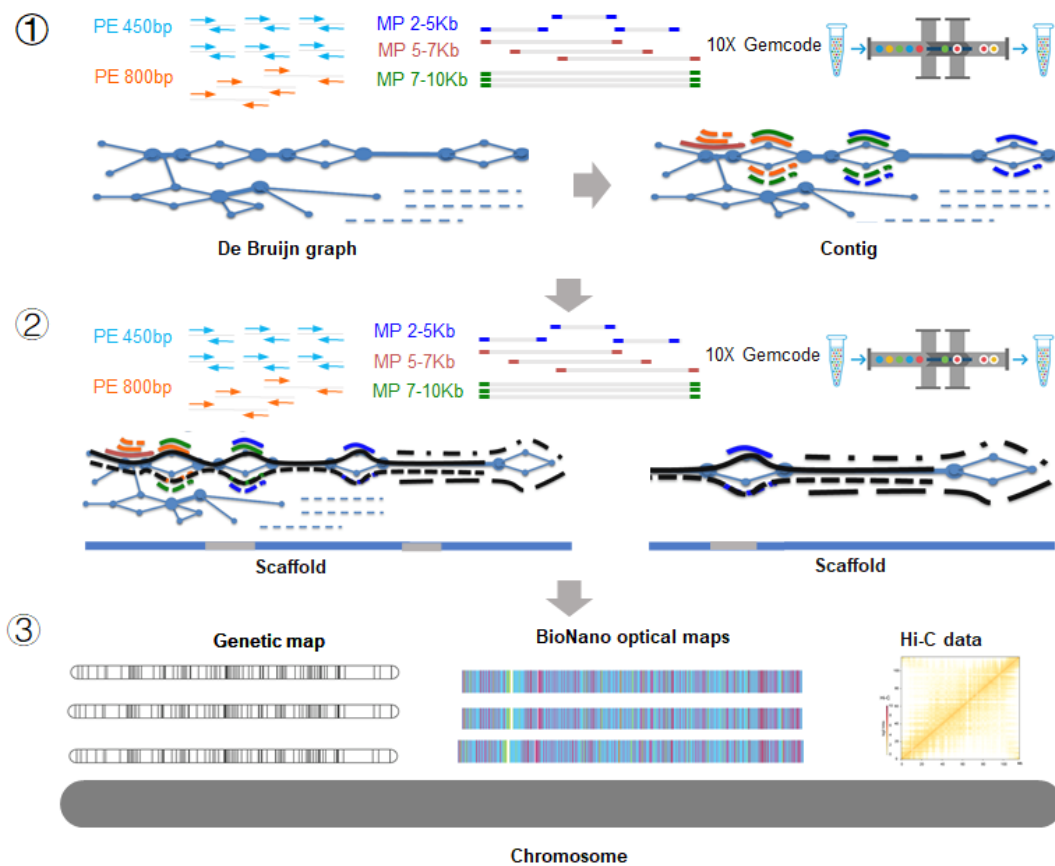 ①
PE 450bp
PE 800bp
MP 2-5Kb
MP 5-7Kb
MP 7-10Kb
10X Gemcode
De Bruijn graph
Contig
②
PE 450bp
PE 800bp
MP 2-5Kb
MP 5-7Kb
MP 7-10Kb
10X Gemcode
Scaffold
Scaffold
③
Genetic map
BioNano optical maps
Hi-C data
Chromosome